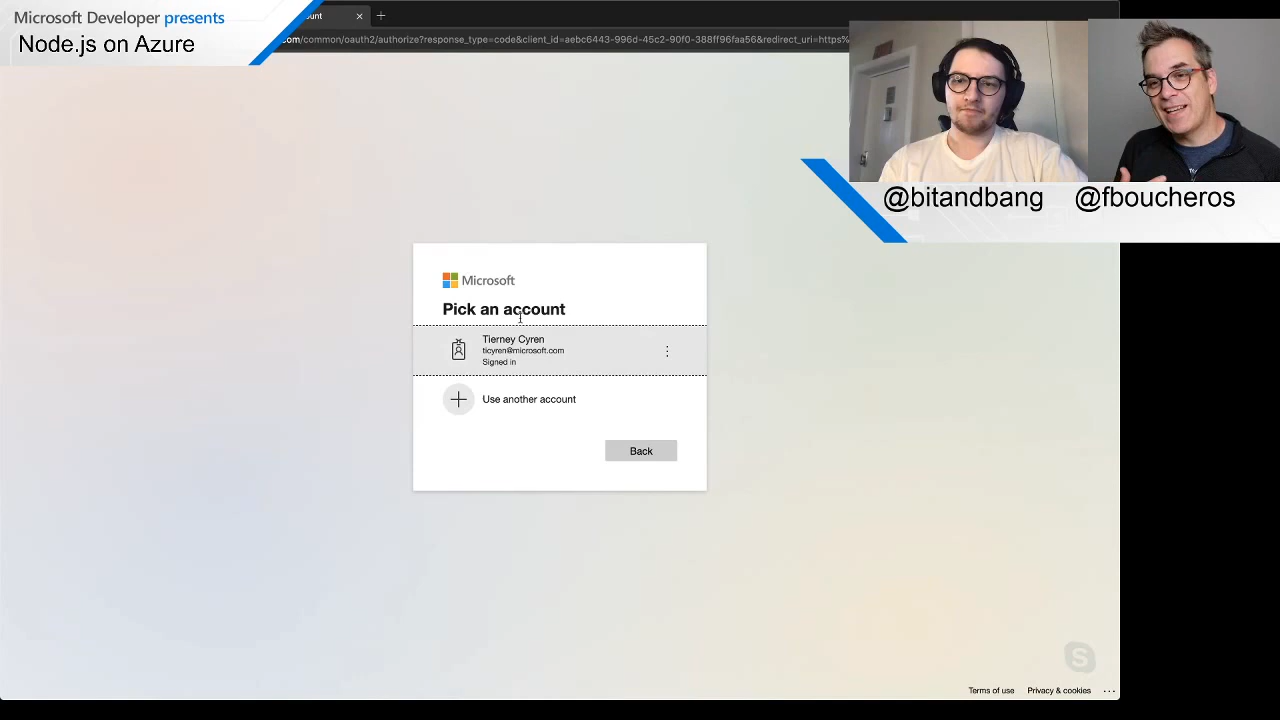 Microsoft Developer presents
Node.js on Azure
ount
com/common/oauth2/authorize?response_type=code&client_id=aebc6443-996d-45c2-90f0-388ff96faa56&redirect_uri=https%
@bitandbang @fboucheros
Microsoft
Pick an account
Tierney Cyren
ticyren@microsoft.com
Signed in
Use another account
Back
S
Terms of use Privacy & cookies ...